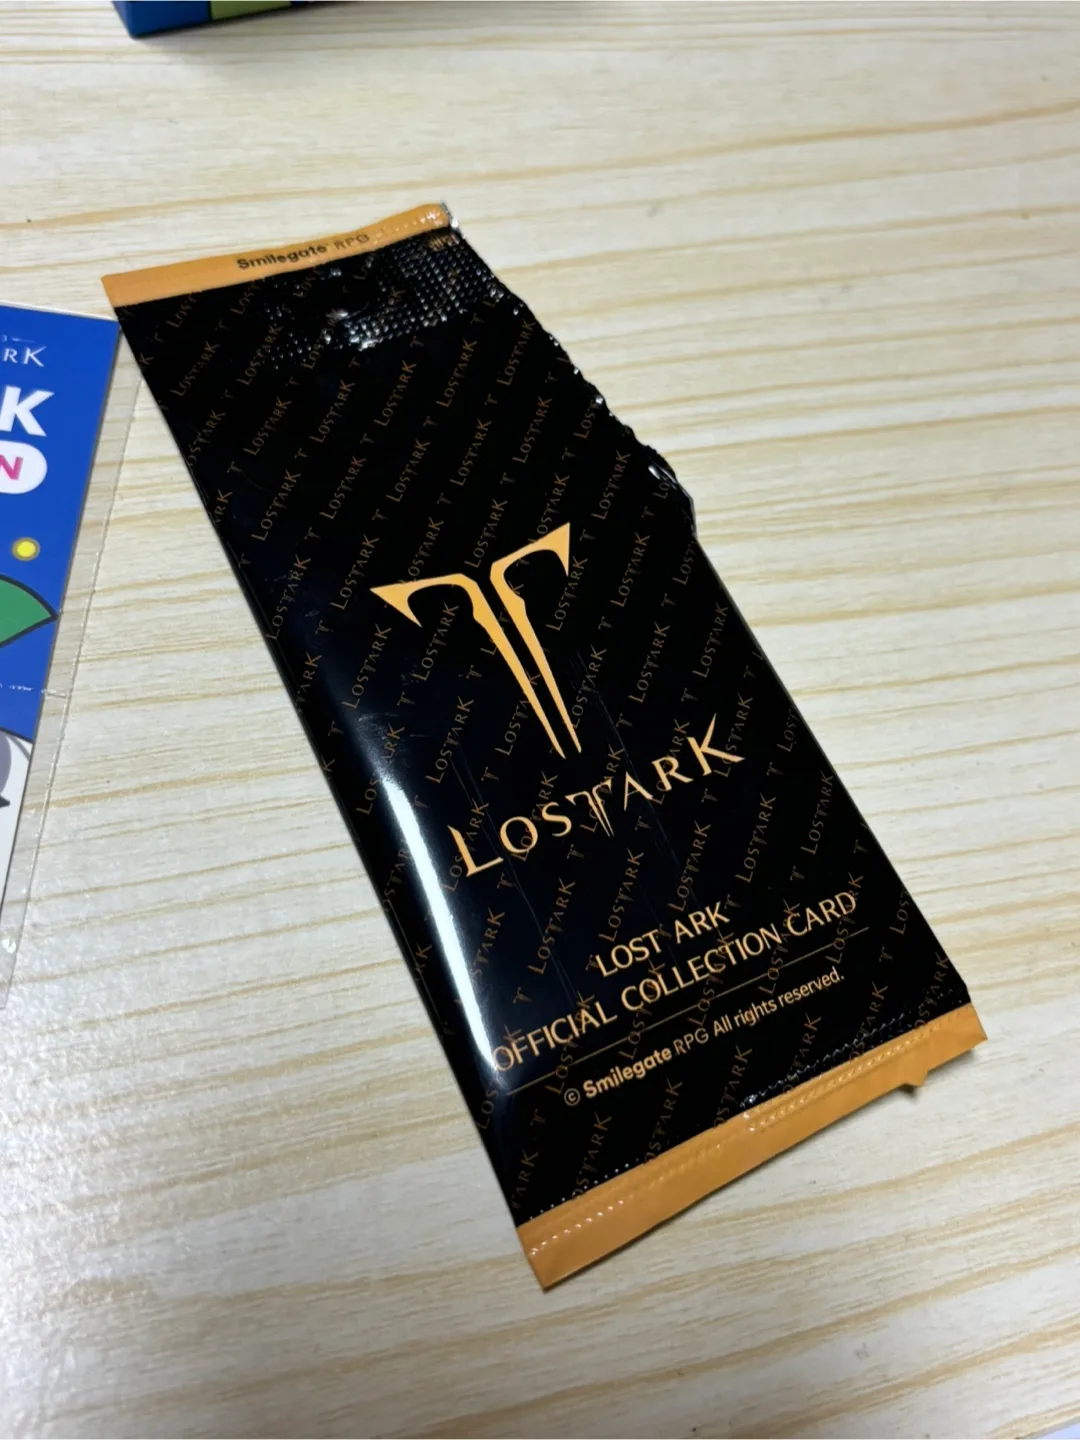 Smilegate RPG
RK
K
N
LOSTARK
LOST ARK
OFFICIAL COLLECTION CARD
© Smilegate RPG All rights reserved.